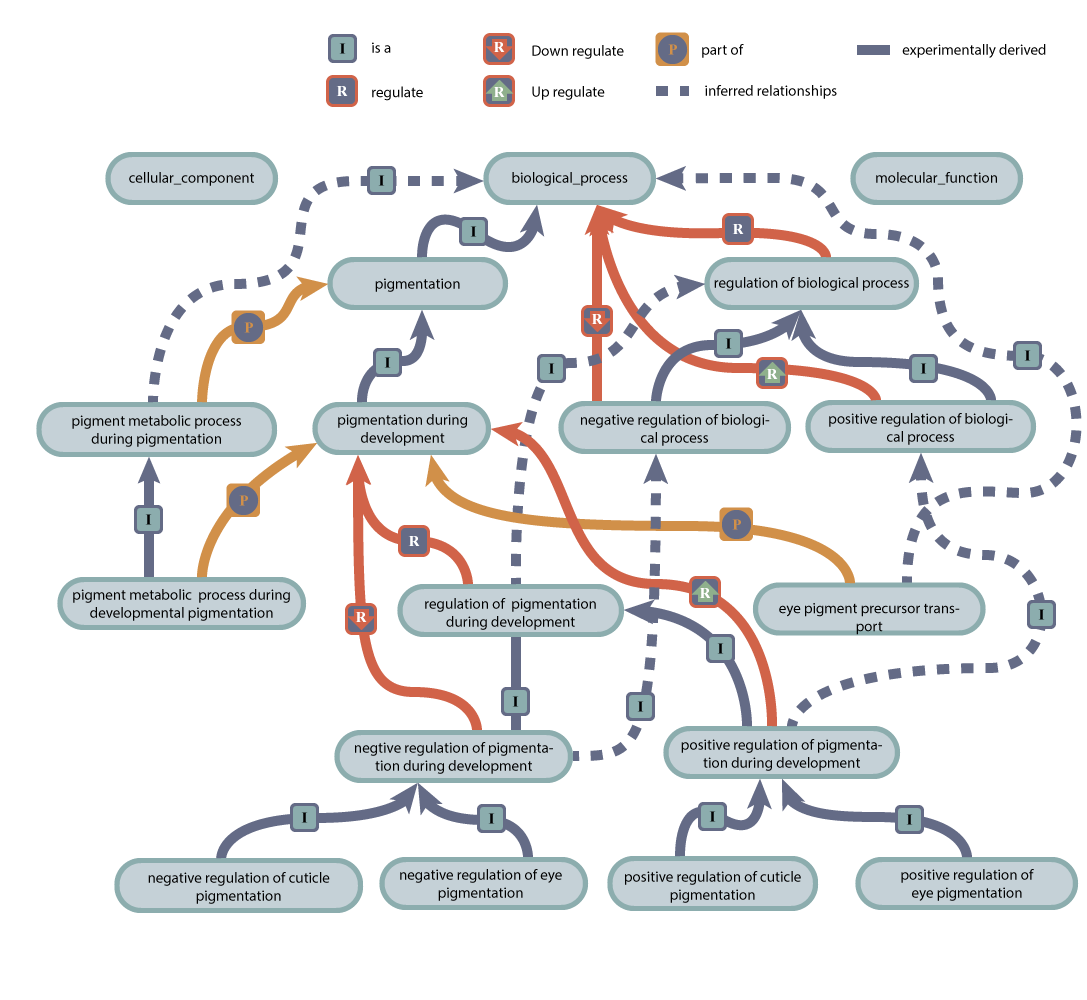 I is a
R Down regulate
P part of
experimentally derived
R regulate
R Up regulate
inferred relationships
cellular_component
I
biological_process
molecular_function
I
R
pigmentation
regulation of biological process
P
R
I
I
I
I
R
I
pigment metabolic process
during pigmentation
pigmentation during
development
negative regulation of biologi-
cal process
positive regulation of biologi-
cal process
P
I
R
P
pigment metabolic  process during
developmental pigmentation
R
regulation of  pigmentation
during development
R
eye pigment precursor trans-
port
I
I
I
I
negtive regulation of pigmenta-
tion during development
positive regulation of pigmenta-
tion during development
I
I
I
I
negative regulation of cuticle
pigmentation
negative regulation of eye
pigmentation
positive regulation of cuticle
pigmentation
positive regulation of
eye pigmentation